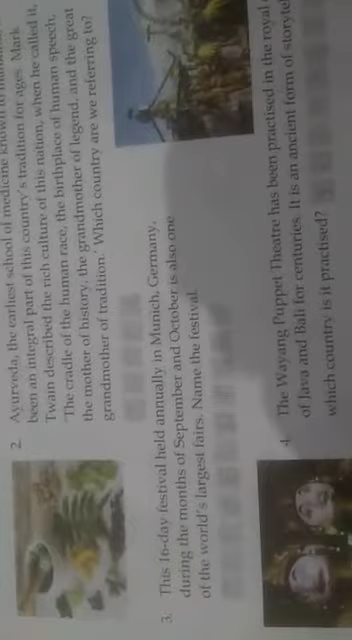 2. Ayurveda, the earliest school of medicine known to
been an integral part of this country's tradition for ages. Mark
Twain described the rich culture of this nation, when he called it,
'The cradle of the human race, the birthplace of human speech,
the mother of history, the grandmother of legend, and the great
grandmother of tradition.' Which country are we referring to?
3. This 16-day festival held annually in Munich, Germany,
during the months of September and October is also one
of the world's largest fairs. Name the festival.
4. The Wayang Puppet Theatre has been practised in the royal
of Java and Bali for centuries. It is an ancient form of
which country is it practised?